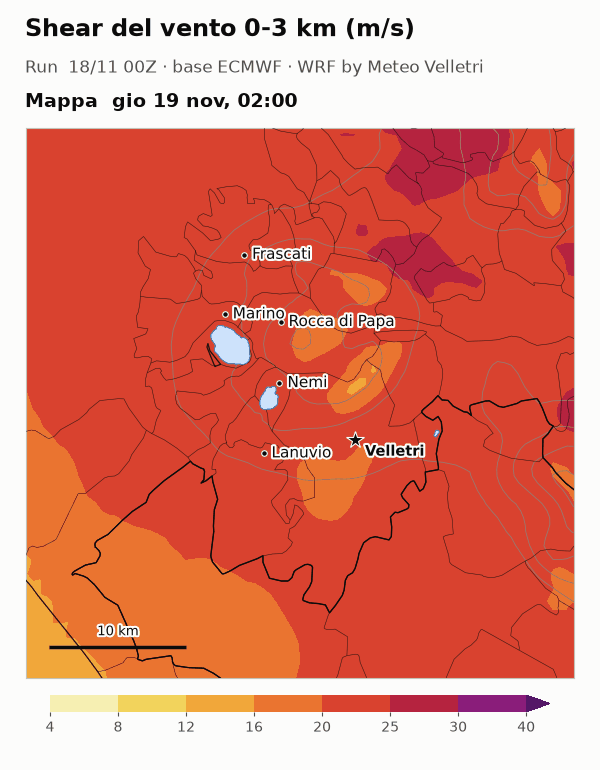 Shear del vento 0-3 km (m/s)
Run  18/11 00Z · base ECMWF · WRF by Meteo Velletri
Mappa  gio 19 nov, 02:00
Frascati
Marino
Rocca di Papa
Nemi
Velletri
Lanuvio
10 km
4 8 12 16 20 25 30 40